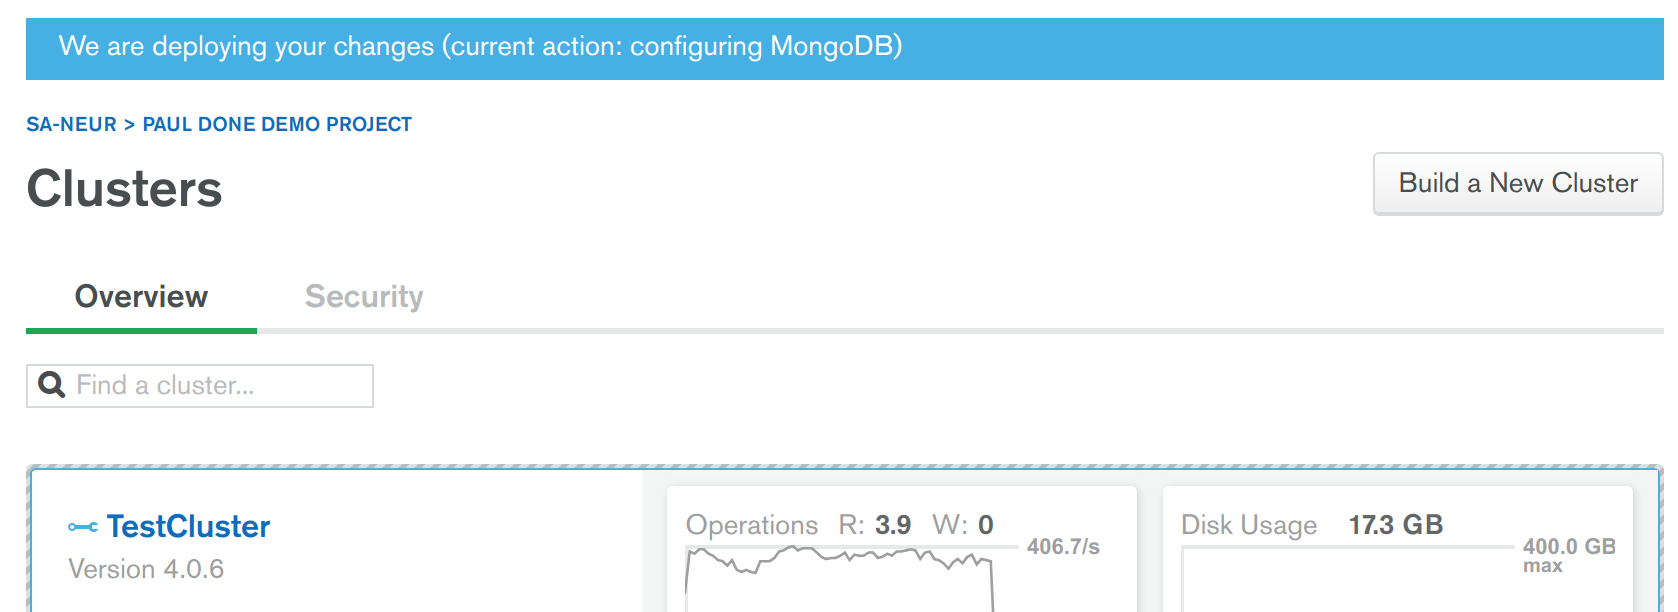 We are deploying your changes (current action: configuring MongoDB)
SA-NEUR > PAUL DONE DEMO PROJECT
Clusters
Build a New Cluster
Overview Security
Find a cluster...
TestCluster
Version 4.0.6
Operations R: 3.9 W: 0
406.7/s
Disk Usage 17.3 GB
400.0 GB
max